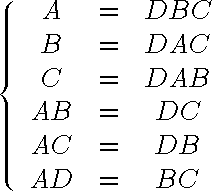 A = DBC
B = DAC
C = DAB
AB = DC
AC = DB
AD = BC